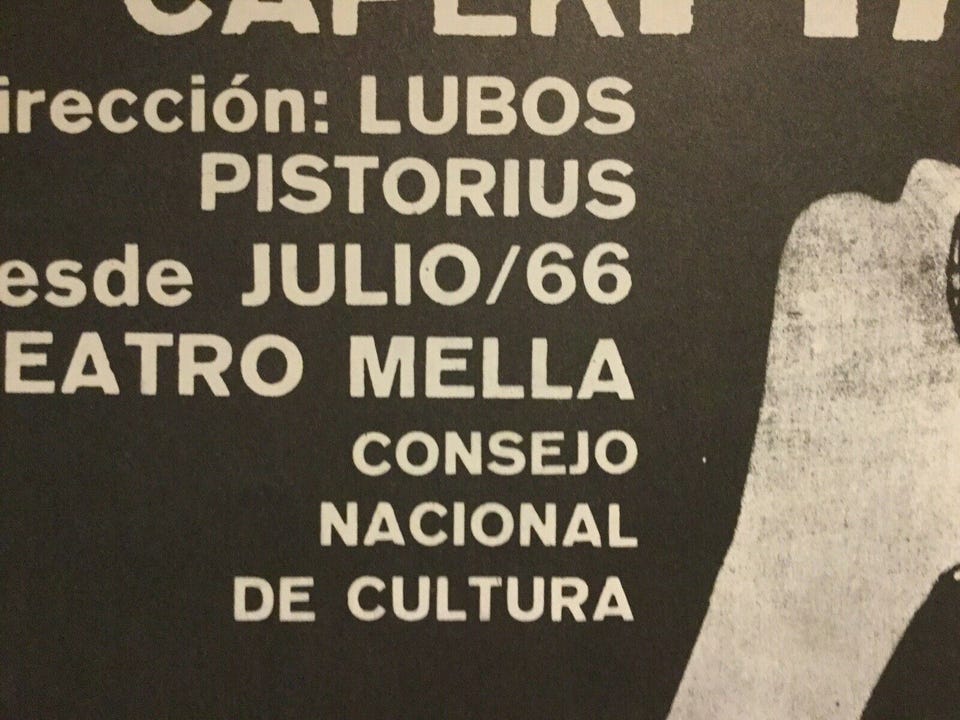 irección: LUBOS
PISTORIUS
esde JULIO/66
EATRO MELLA
CONSEJO
NACIONAL
DE CULTURA